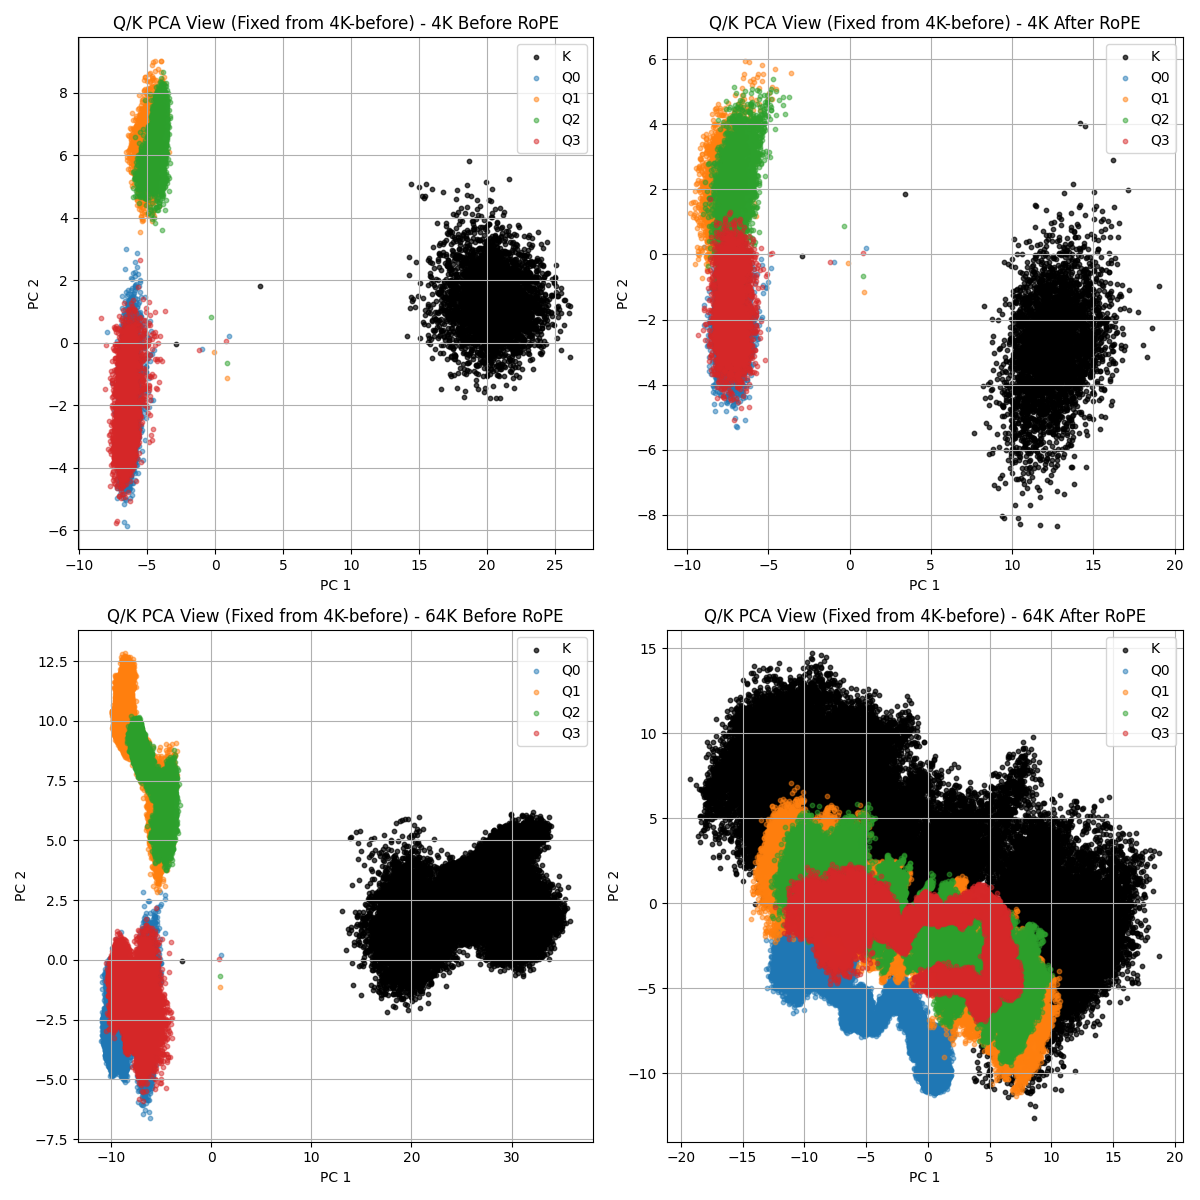 Q/K PCA View (Fixed from 4K-before) - 4K Before RoPE
K
Q0
Q1
Q2
Q3
8
6
4
2
0
−2
−4
−6
PC 2
−10 −5 0 5 10 15 20 25
PC 1
Q/K PCA View (Fixed from 4K-before) - 4K After RoPE
K
Q0
Q1
Q2
Q3
6
4
2
0
−2
−4
−6
−8
PC 2
−10 −5 0 5 10 15 20
PC 1
Q/K PCA View (Fixed from 4K-before) - 64K Before RoPE
K
Q0
Q1
Q2
Q3
12.5
10.0
7.5
5.0
2.5
0.0
−2.5
−5.0
−7.5
PC 2
−10 0 10 20 30
PC 1
Q/K PCA View (Fixed from 4K-before) - 64K After RoPE
K
Q0
Q1
Q2
Q3
15
10
5
0
−5
−10
PC 2
−20 −15 −10 −5 0 5 10 15 20
PC 1